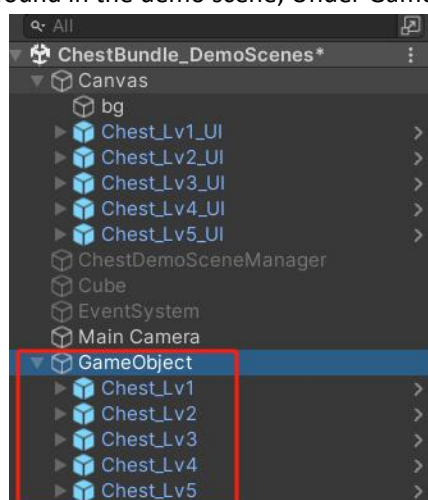 ound in the demo scene, Under Game
All
ChestBundle_DemoScenes*
Canvas
bg
Chest_Lv1_UI
Chest_Lv2_UI
Chest_Lv3_UI
Chest_Lv4_UI
Chest_Lv5_UI
ChestDemoSceneManager
Cube
EventSystem
Main Camera
GameObject
Chest_Lv1
Chest_Lv2
Chest_Lv3
Chest_Lv4
Chest_Lv5